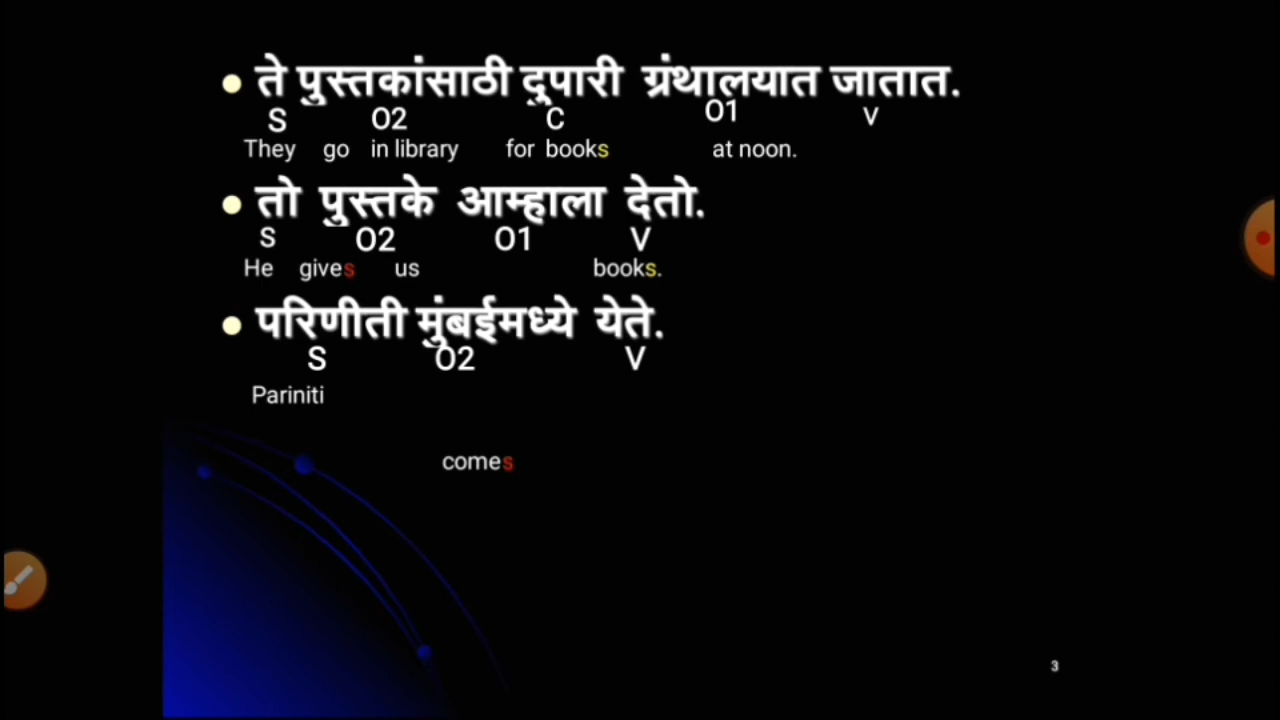 • ते पुस्तकांसाठी दुपारी ग्रंथालयात जातात.
S O2 C O1 V
They go in library for books at noon.
• तो पुस्तके आम्हाला देतो.
S O2 O1 V
He gives us books.
• परिणीती मुंबईमध्ये येते.
S O2 V
Pariniti
comes
3